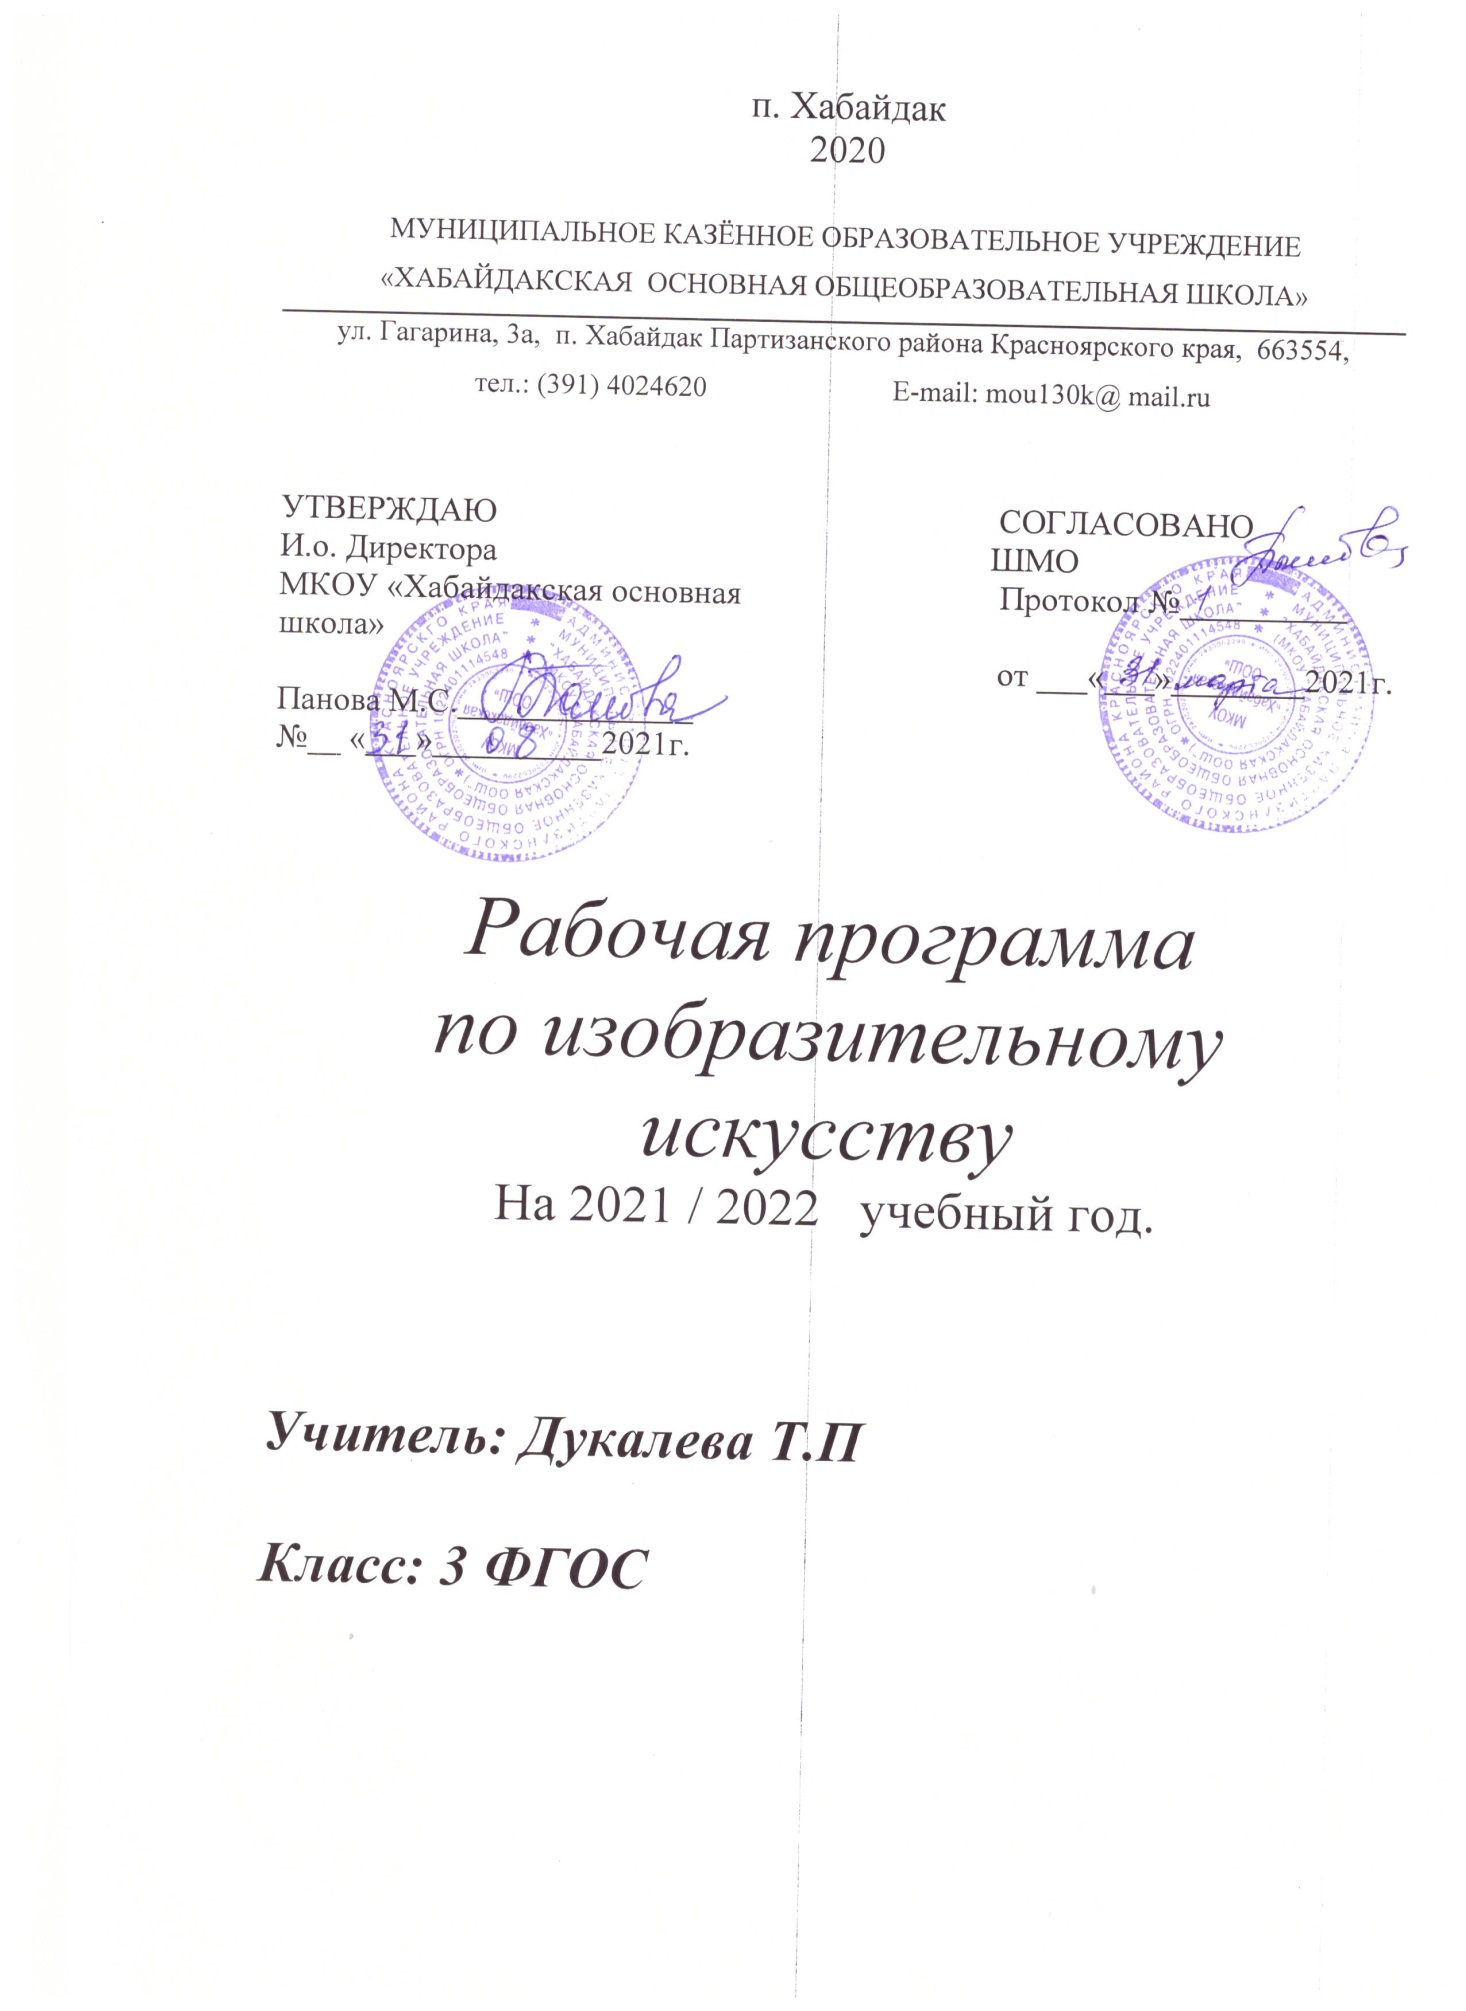 п. Хабайдак
2020
МУНИЦИПАЛЬНОЕ КАЗЁННОЕ ОБРАЗОВАТЕЛЬНОЕ УЧРЕЖДЕНИЕ
«ХАБАЙДАКСКАЯ ОСНОВНАЯ ОБЩЕОБРАЗОВАТЕЛЬНАЯ ШКОЛА»
ул. Гагарина, 3а, п. Хабайдак Партизанского района Красноярского края, 663554,
тел.: (391) 4024620 E-mail: mou130k@ mail.ru
УТВЕРЖДАЮ
И.о. Директора
МКОУ «Хабайдакская основная
школа»
Панова М.С.
№__ «31» 08 2021г.
СОГЛАСОВАНО
ШМО
Протокол № 1
от ___«31» марта 2021г.
Рабочая программа
по изобразительному
искусству
На 2021 / 2022 учебный год.
Учитель: Дукалева Т.П
Класс: 3 ФГОС